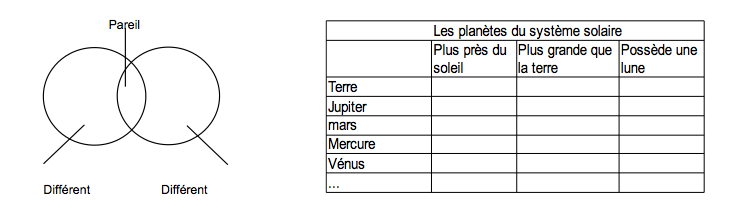 Pareil
Différent
Différent
Les planètes du système solaire
Plus près du soleil
Plus grande que la terre
Possède une lune
Terre
Jupiter
mars
Mercure
Vénus
...